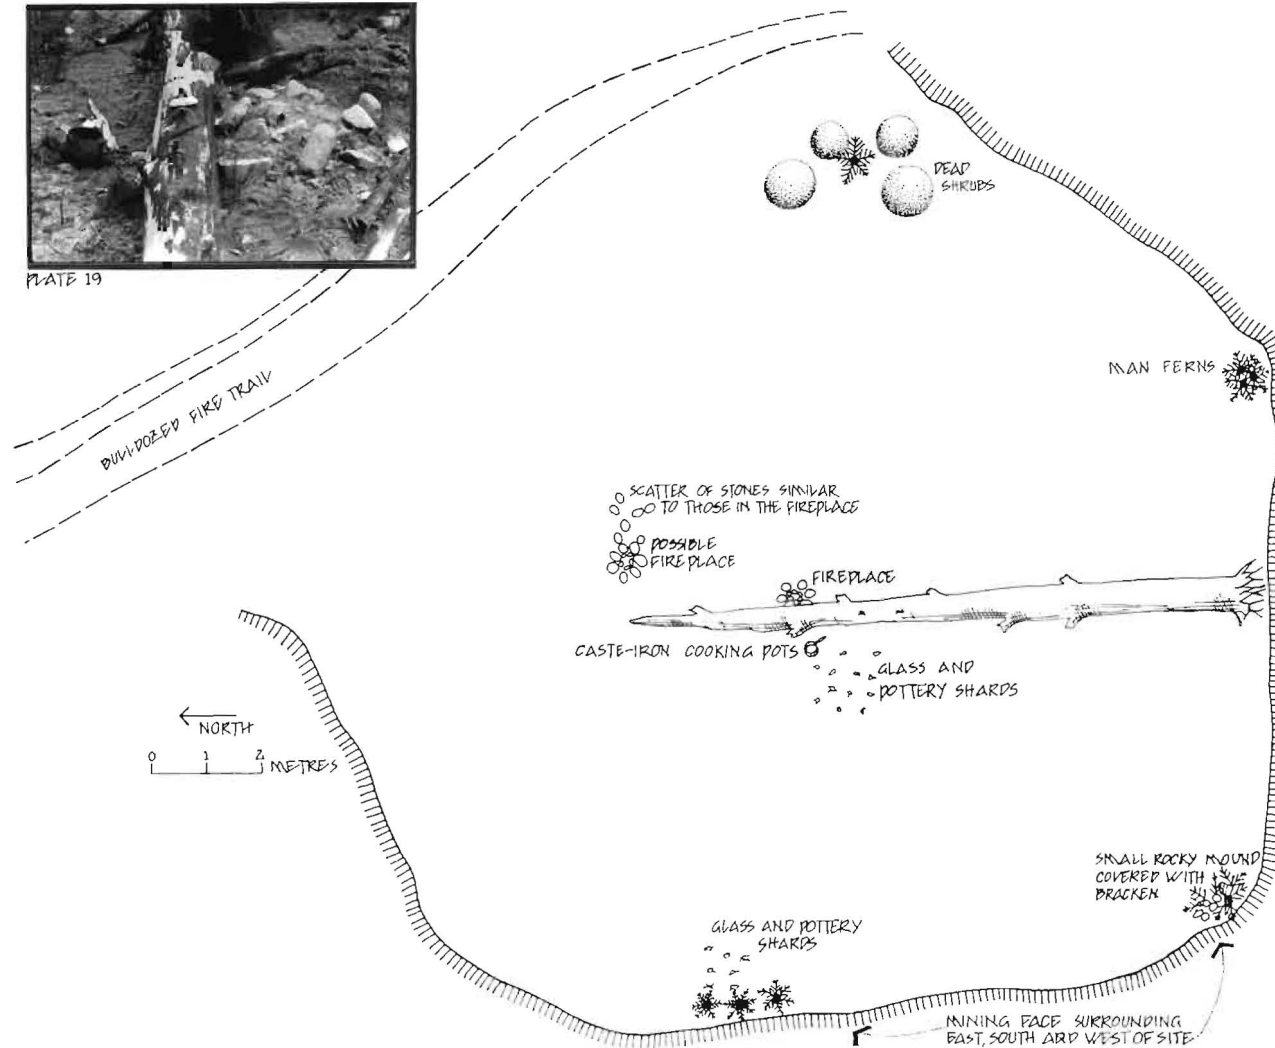 PLATE 19
DEAD
SHRUBS
MAN FERNS
BULLDOZED FIRE TRAIL
SCATTER OF STONES SIMILAR
TO THOSE IN THE FIREPLACE
POSSIBLE
FIREPLACE
FIREPLACE
CASTE-IRON COOKING POTS
GLASS AND
POTTERY SHARDS
NORTH
0 1 2
METRES
SMALL ROCKY MOUND
COVERED WITH
BRACKEN
GLASS AND POTTERY
SHARDS
MINING FACE SURROUNDING
EAST, SOUTH AND WEST OF SITE